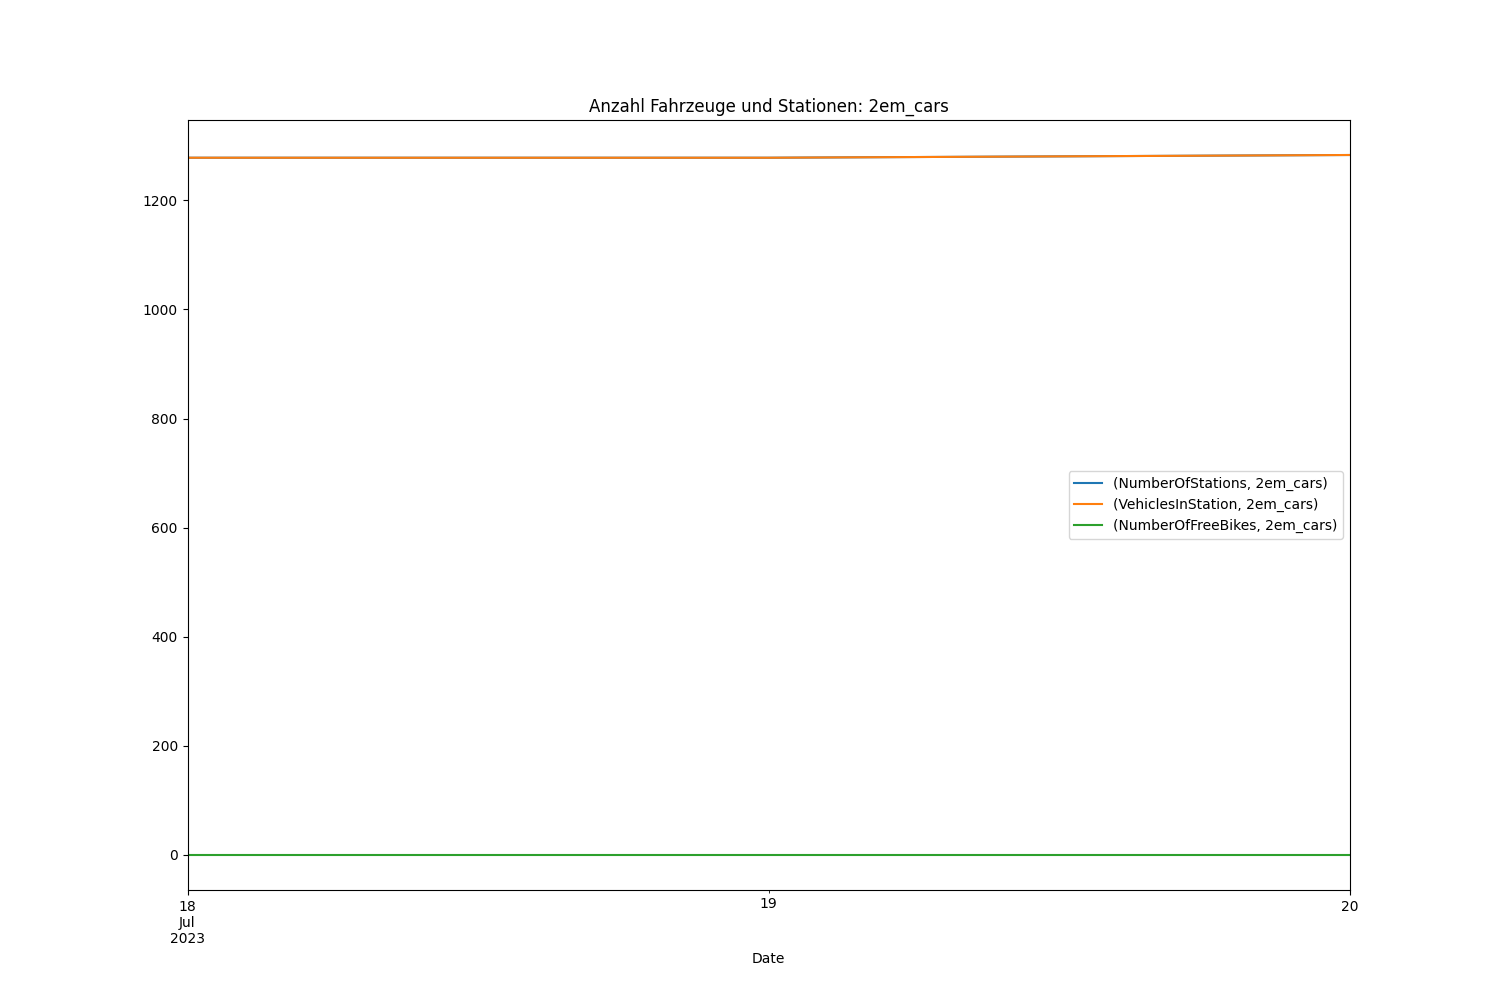 Anzahl Fahrzeuge und Stationen: 2em_cars
1200
1000
800
600
400
200
0
(NumberOfStations, 2em_cars)
(VehiclesInStation, 2em_cars)
(NumberOfFreeBikes, 2em_cars)
18
Jul
2023
19
20
Date